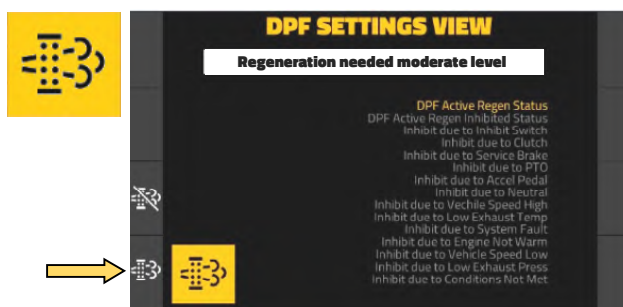 DPF SETTINGS VIEW
Regeneration needed moderate level
DPF Active Regen Status
DPF Active Regen Inhibited Status
Inhibit due to Inhibit Switch
Inhibit due to Clutch
Inhibit due to Service Brake
Inhibit due to PTO
Inhibit due to Accel Pedal
Inhibit due to Neutral
Inhibit due to Vechile Speed High
Inhibit due to Low Exhaust Temp
Inhibit due to System Fault
Inhibit due to Engine Not Warm
Inhibit due to Vehicle Speed Low
Inhibit due to Low Exhaust Press
Inhibit due to Conditions Not Met